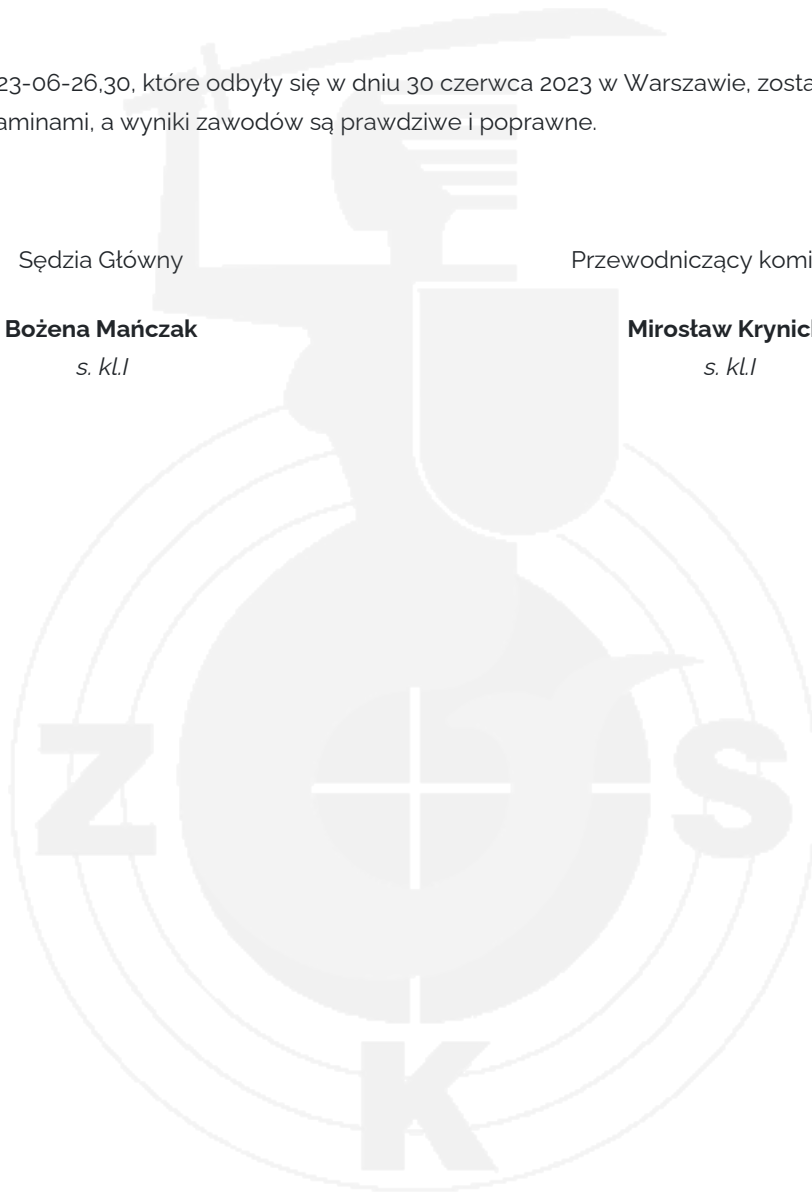 23-06-26,30, które odbyły się w dniu 30 czerwca 2023 w Warszawie, zosta
aminami, a wyniki zawodów są prawdziwe i poprawne.
Sędzia Główny
Przewodniczący komi
Bożena Mańczak
Mirosław Krynick
s. kl.I
s. kl.I
Z
S
K